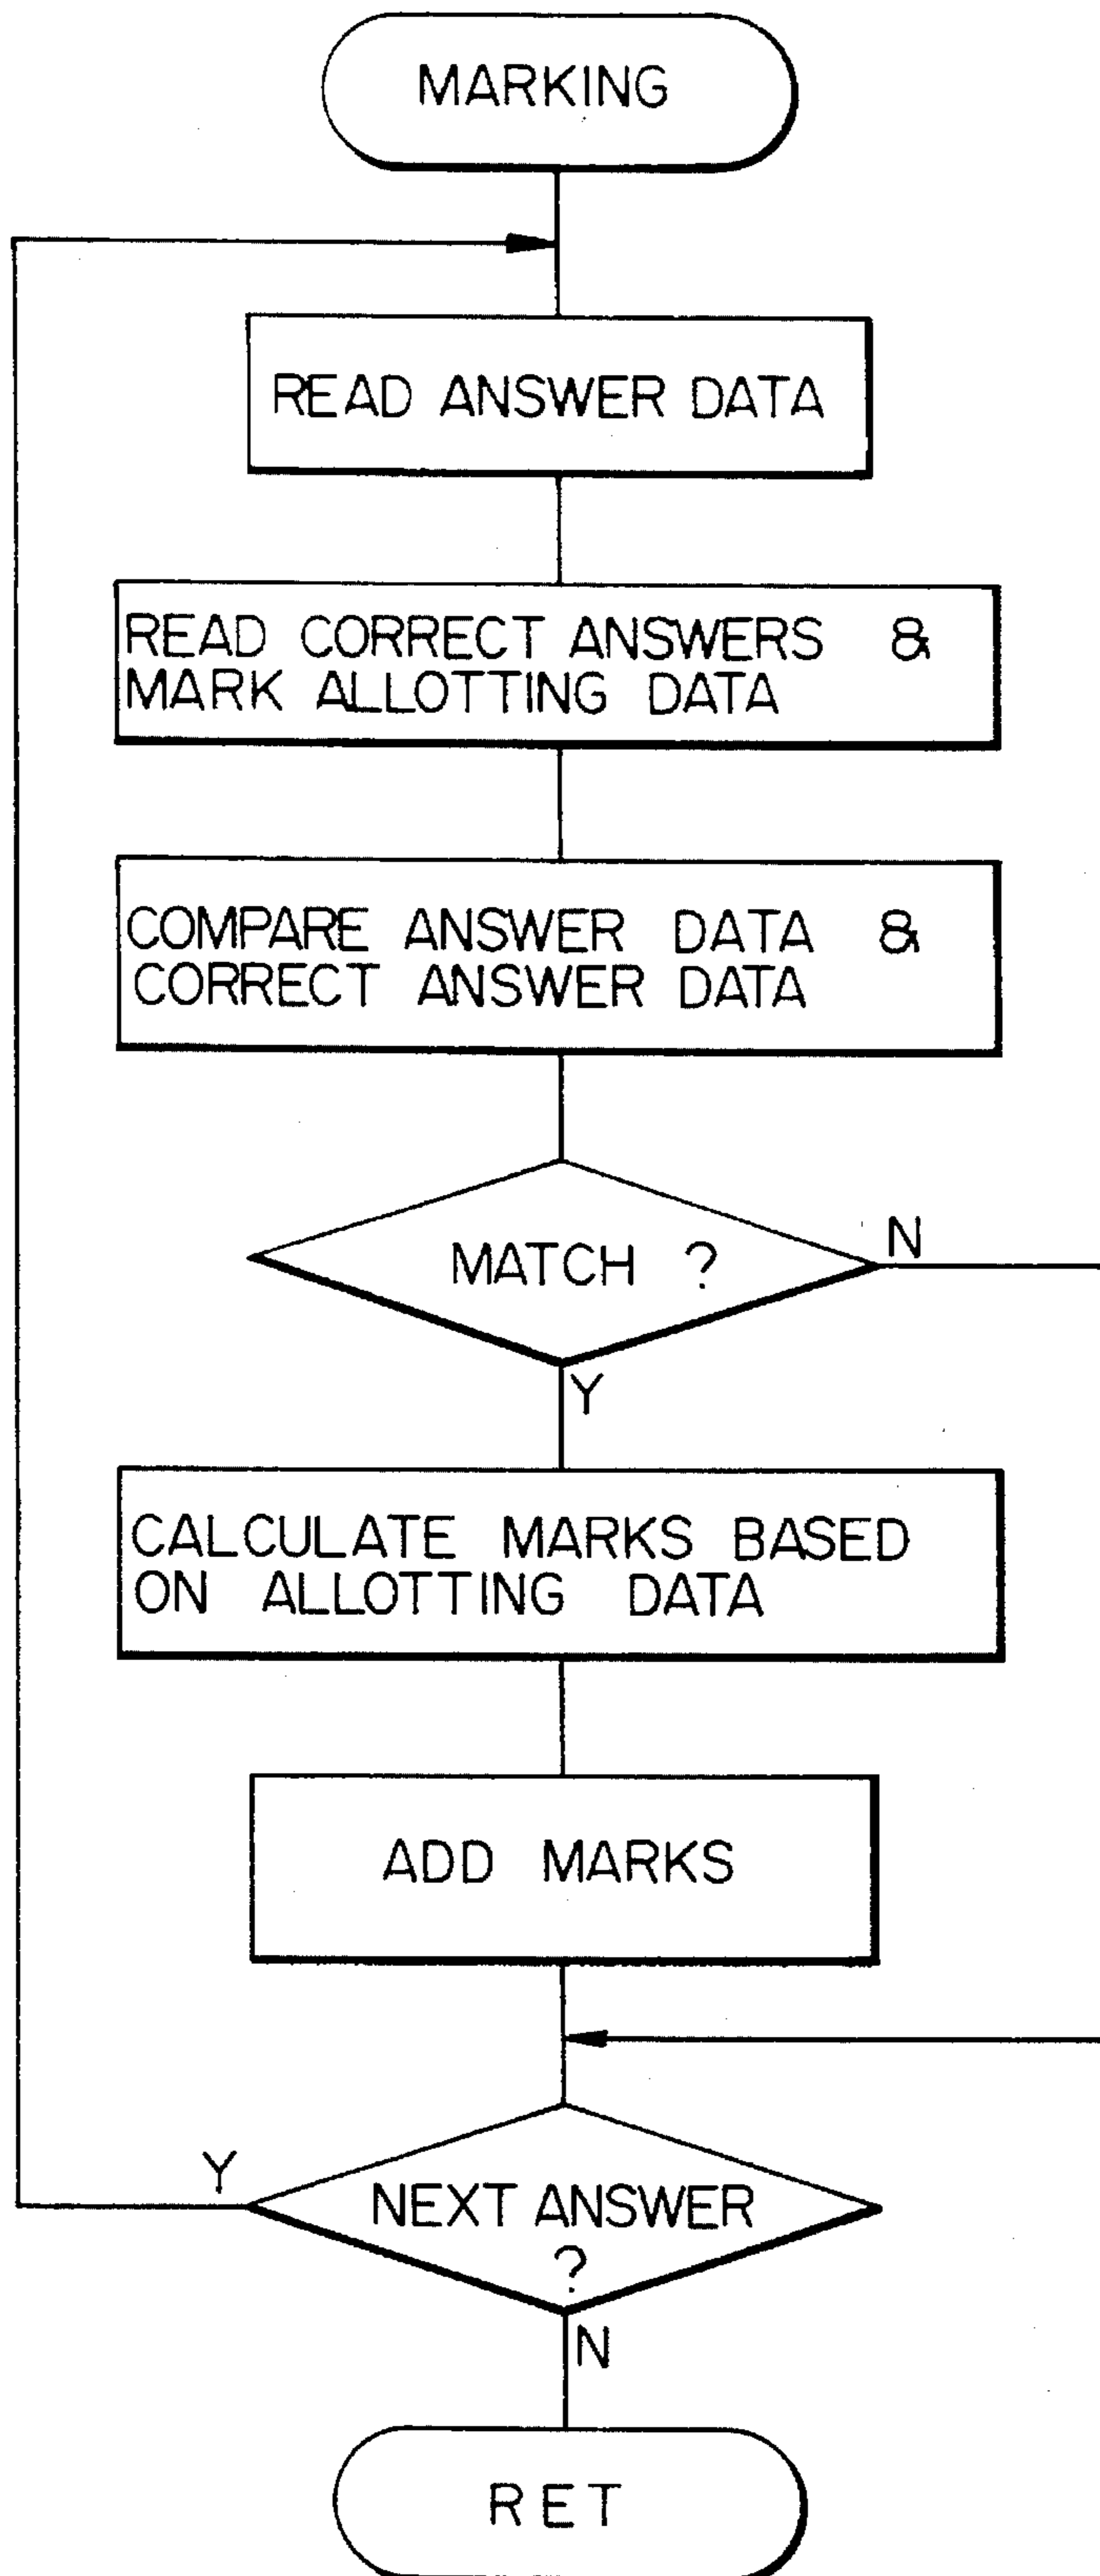 MARKING
READ ANSWER DATA
READ CORRECT ANSWERS &
MARK ALLOTTING DATA
COMPARE ANSWER DATA &
CORRECT ANSWER DATA
MATCH ?
N
Y
CALCULATE MARKS BASED
ON ALLOTTING DATA
ADD MARKS
Y
NEXT ANSWER
?
N
RET